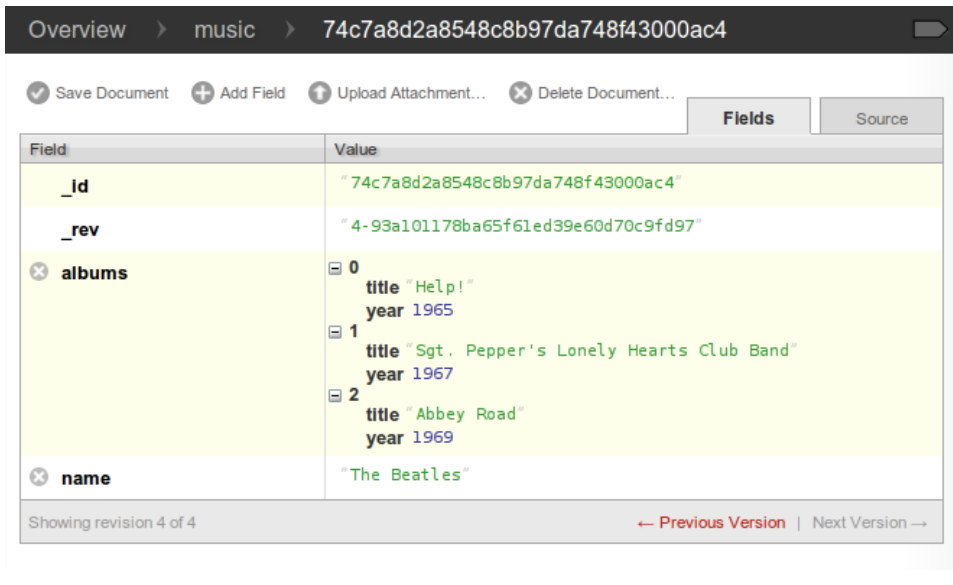 Overview music 74c7a8d2a8548c8b97da748f43000ac4
Save Document Add Field Upload Attachment... Delete Document...
Fields Source
Field Value
_id "74c7a8d2a8548c8b97da748f43000ac4"
_rev "4-93a101178ba65f61ed39e60d70c9fd97"
albums 0
title "Help!"
year 1965
1
title "Sgt. Pepper's Lonely Hearts Club Band"
year 1967
2
title "Abbey Road"
year 1969
name "The Beatles"
Showing revision 4 of 4 ← Previous Version | Next Version →